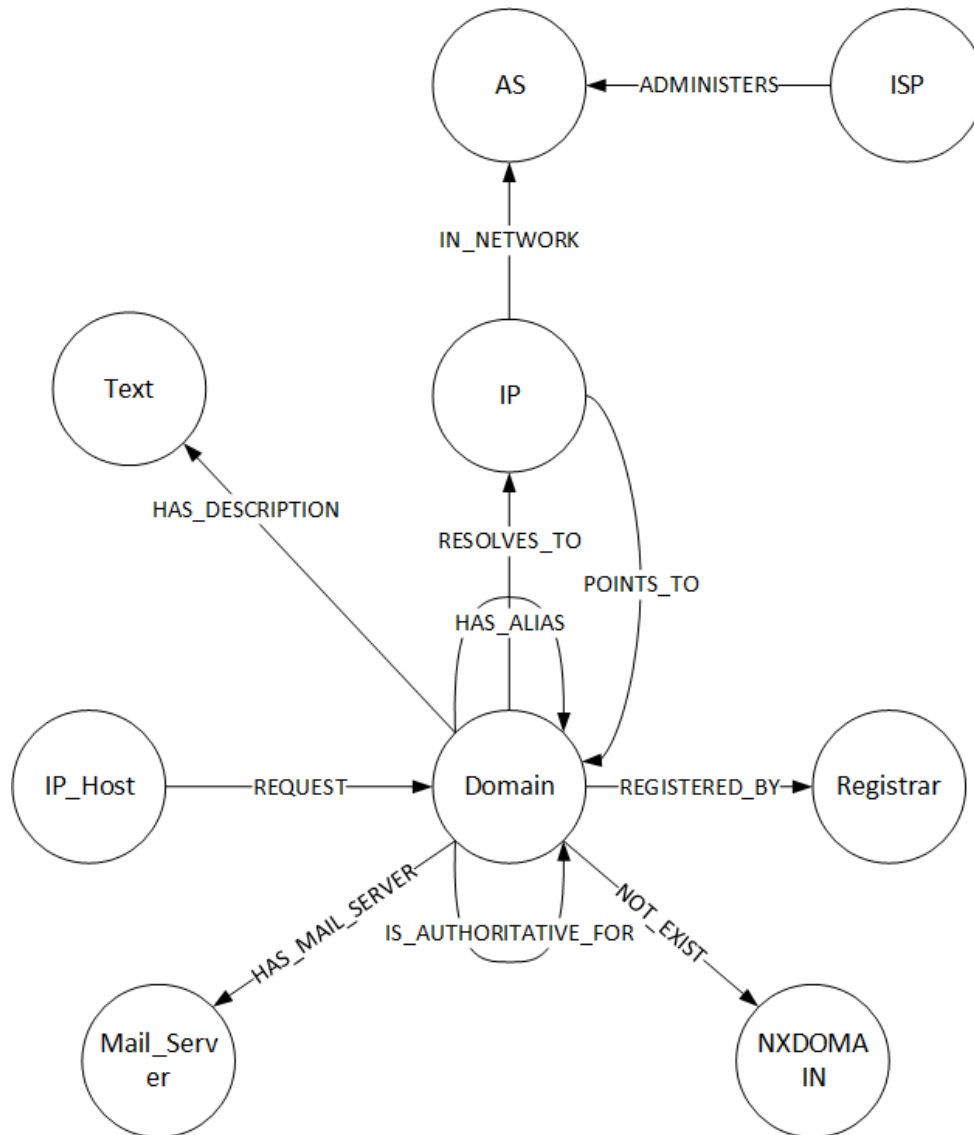 AS
ADMINISTERS
ISP
IN_NETWORK
Text
IP
HAS_DESCRIPTION
RESOLVES_TO
POINTS_TO
HAS_ALIAS
IP_Host
REQUEST
Domain
REGISTERED_BY
Registrar
HAS_MAIL_SERVER
IS_AUTHORITATIVE_FOR
NOT_EXIST
Mail_Serv
er
NXDOMA
IN